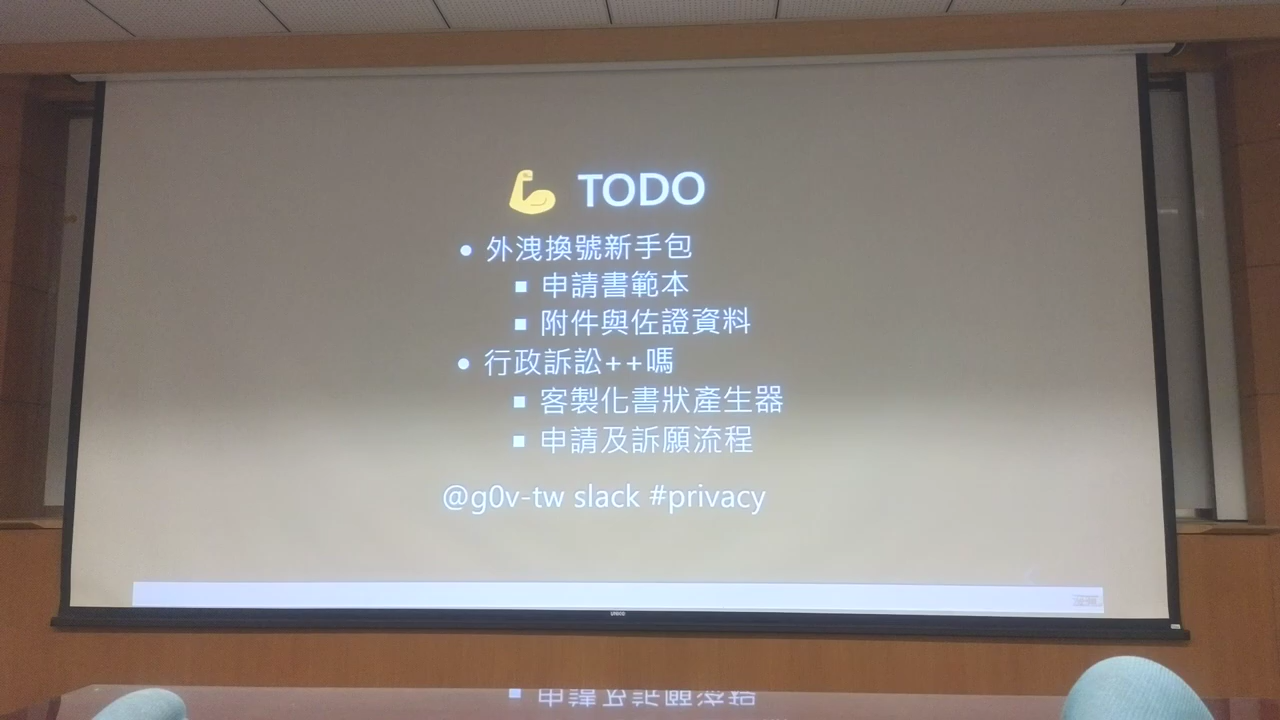 💪 TODO
• 外洩換號新手包
▪ 申請書範本
▪ 附件與佐證資料
• 行政訴訟++嗎
▪ 客製化書狀產生器
▪ 申請及訴願流程
@g0v-tw slack #privacy